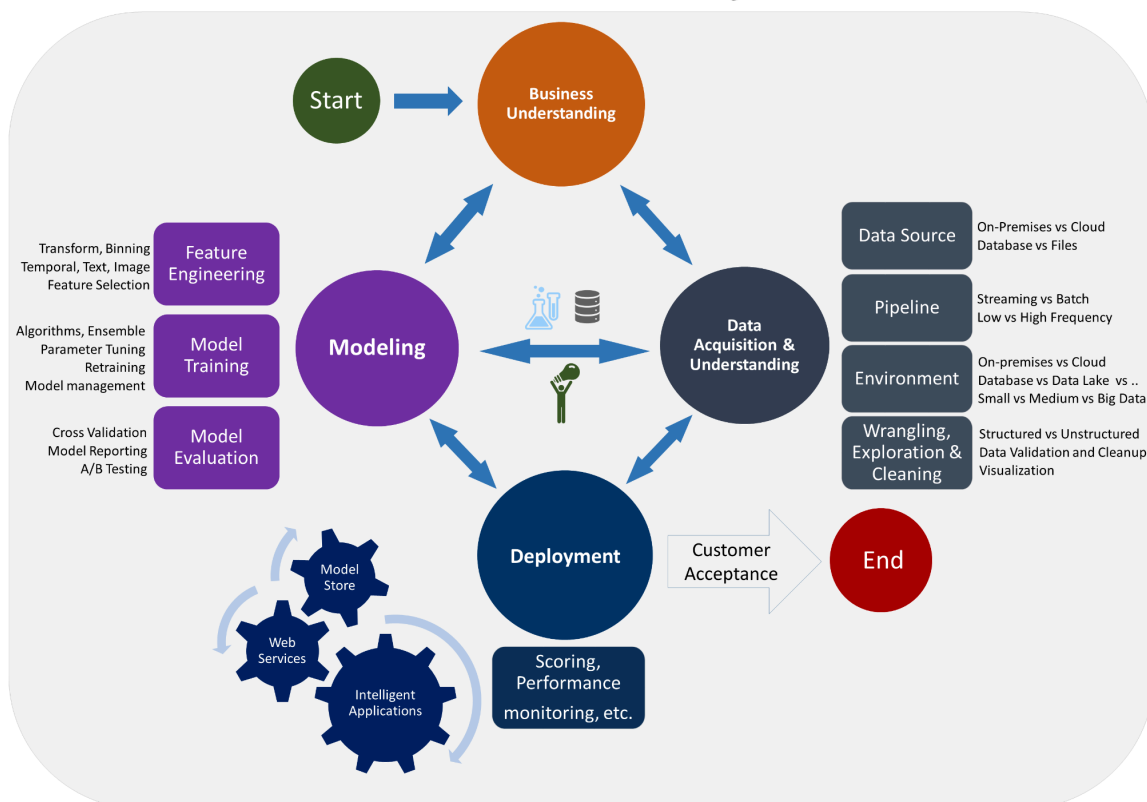 Start
Business
Understanding
Transform, Binning
Temporal, Text, Image
Feature Selection
Feature
Engineering
Algorithms, Ensemble
Parameter Tuning
Retraining
Model management
Model
Training
Cross Validation
Model Reporting
A/B Testing
Model
Evaluation
Modeling
Data
Acquisition &
Understanding
Data Source
On-Premises vs Cloud
Database vs Files
Pipeline
Streaming vs Batch
Low vs High Frequency
Environment
On-premises vs Cloud
Database vs Data Lake vs ..
Small vs Medium vs Big Data
Wrangling,
Exploration &
Cleaning
Structured vs Unstructured
Data Validation and Cleanup
Visualization
Deployment
Customer
Acceptance
End
Model
Store
Web
Services
Intelligent
Applications
Scoring,
Performance
monitoring, etc.